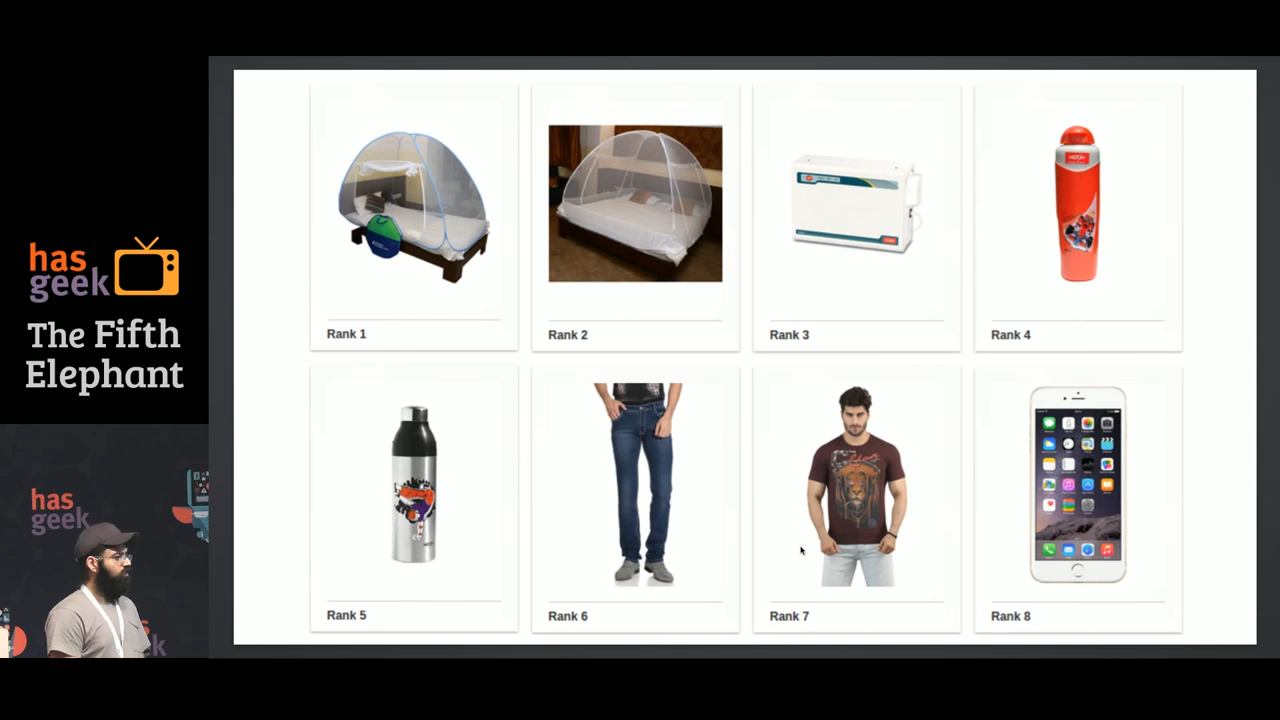 has
geek
The Fifth
Elephant
has
geek
Rank 1
Rank 2
Rank 3
Rank 4
Rank 5
Rank 6
Rank 7
Rank 8